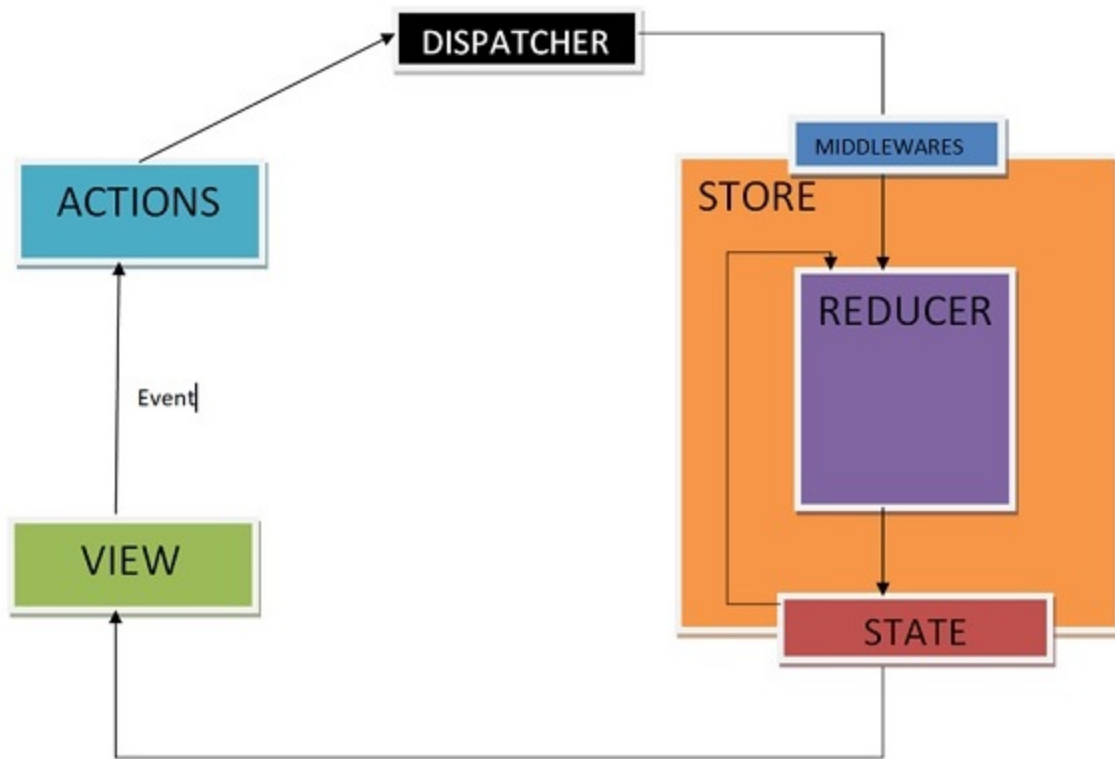 DISPATCHER
MIDDLEWARES
ACTIONS
STORE
REDUCER
Event
VIEW
STATE